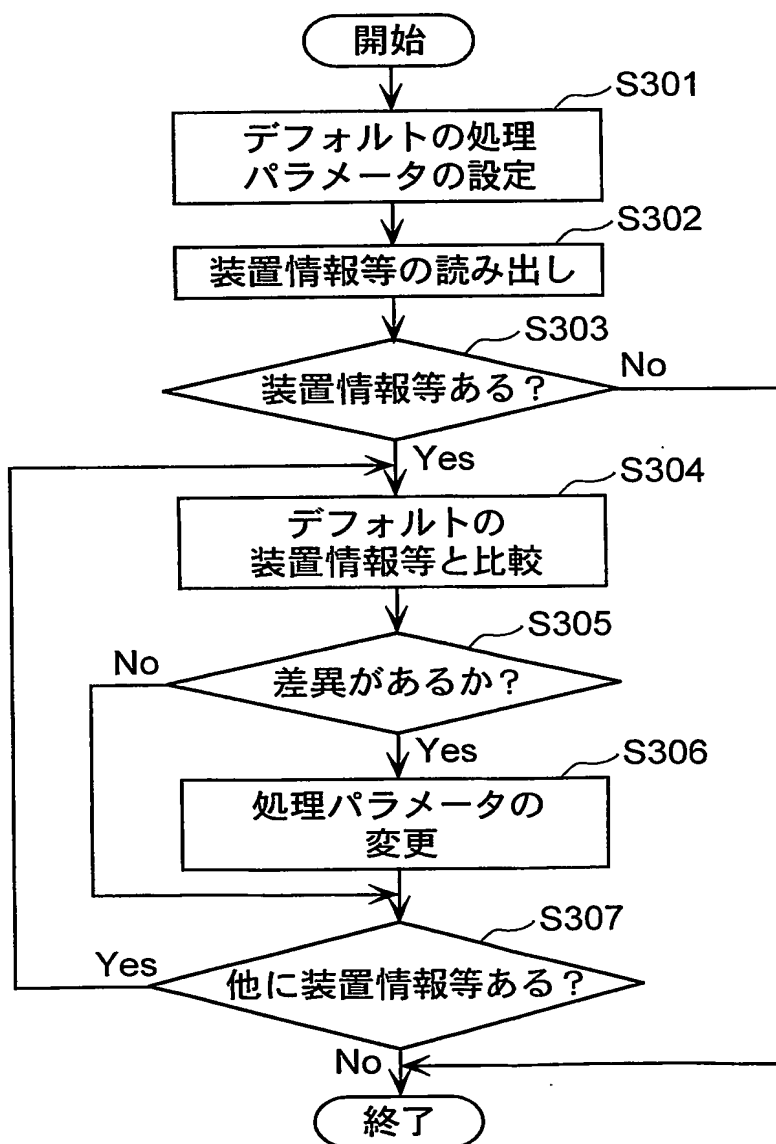 開始
S301
デフォルトの処理
パラメータの設定
S302
装置情報等の読み出し
S303
装置情報等ある？
No
Yes
S304
デフォルトの
装置情報等と比較
S305
No
差異があるか？
Yes
S306
処理パラメータの
変更
S307
Yes
他に装置情報等ある？
No
終了